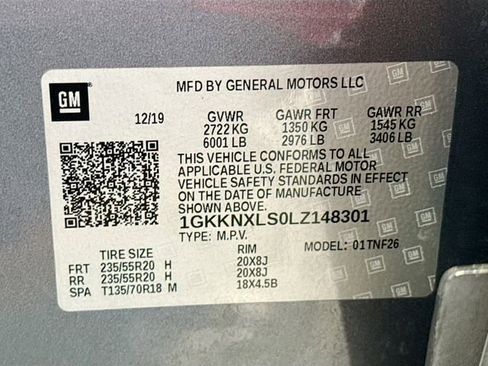 GM
MFD BY GENERAL MOTORS LLC
12/19 GVWR GAWR FRT GAWR RR
2722 KG 1350 KG 1545 KG
6001 LB 2976 LB 3406 LB
THIS VEHICLE CONFORMS TO ALL
APPLICABLE U.S. FEDERAL MOTOR
VEHICLE SAFETY STANDARDS IN EFFECT
ON THE DATE OF MANUFACTURE
SHOWN ABOVE.
1GKKNXLS0LZ148301
TYPE: M.P.V. MODEL: 01TNF26
TIRE SIZE RIM
FRT 235/55R20 H 20X8J
RR 235/55R20 H 20X8J
SPA T135/70R18 M 18X4.5B